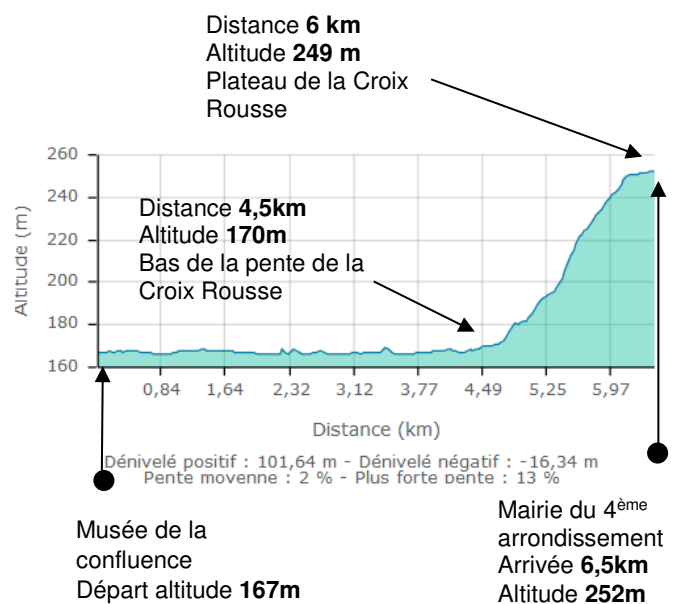 Distance 6 km
Altitude 249 m
Plateau de la Croix
Rousse
260
240
220
200
180
160
Altitude (m)
Distance 4,5km
Altitude 170m
Bas de la pente de la
Croix Rousse
0,84 1,64 2,32 3,12 3,77 4,49 5,25 5,97
Distance (km)
Dénivelé positif : 101,64 m - Dénivelé négatif : -16,34 m
Pente moyenne : 2 % - Plus forte pente : 13 %
Musée de la
confluence
Départ altitude 167m
Mairie du 4ème
arrondissement
Arrivée 6,5km
Altitude 252m